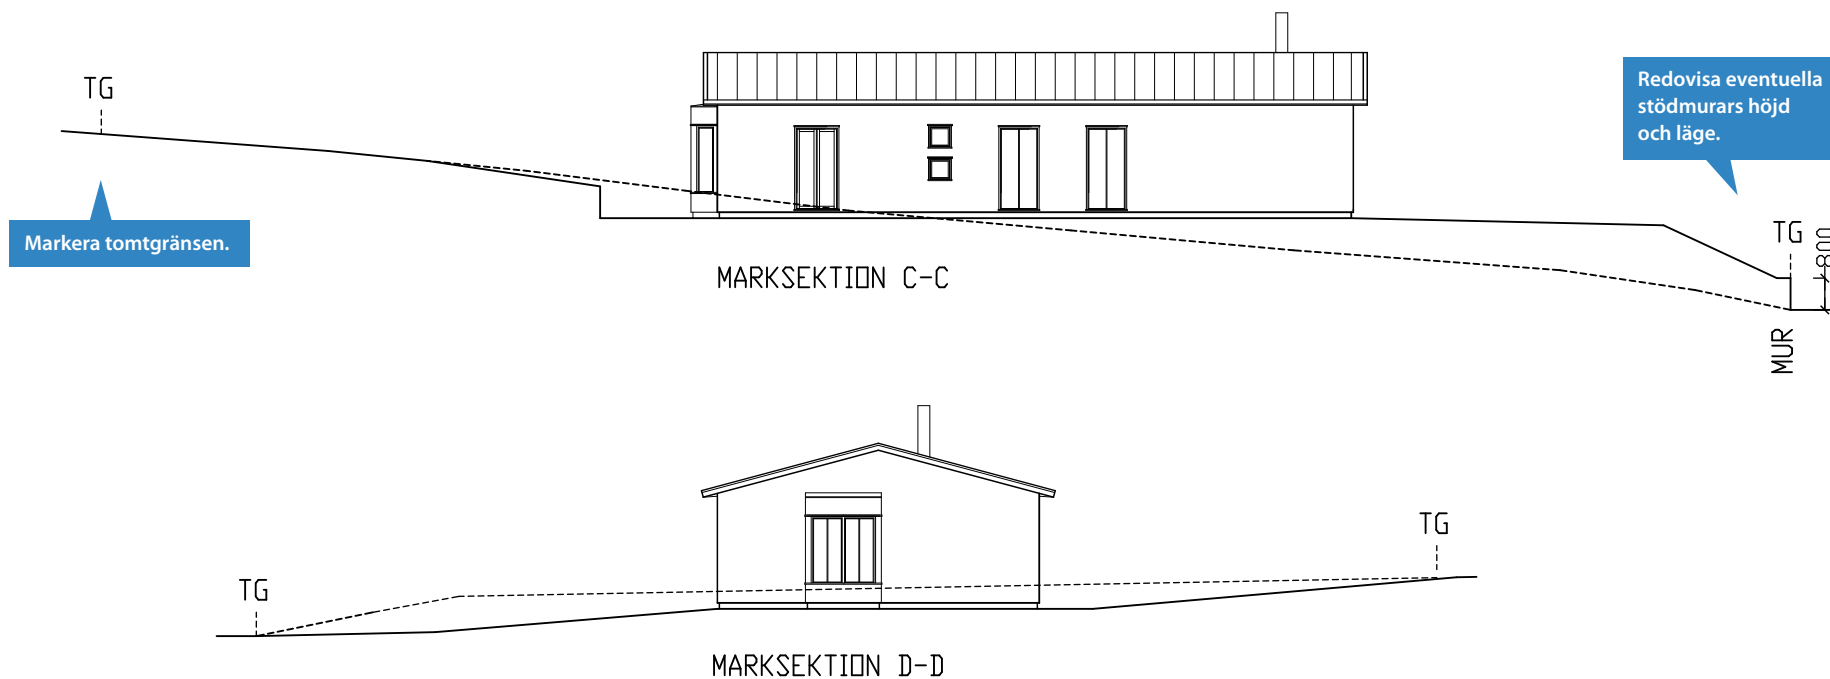 TG
Redovisa eventuella
stödmurars höjd
och läge.
Markera tomtgränsen.
TG
800
MARKSEKTION C-C
MUR
TG
TG
MARKSEKTION D-D